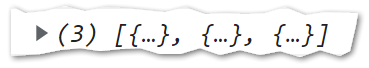 (3) [{…}, {…}, {…}]